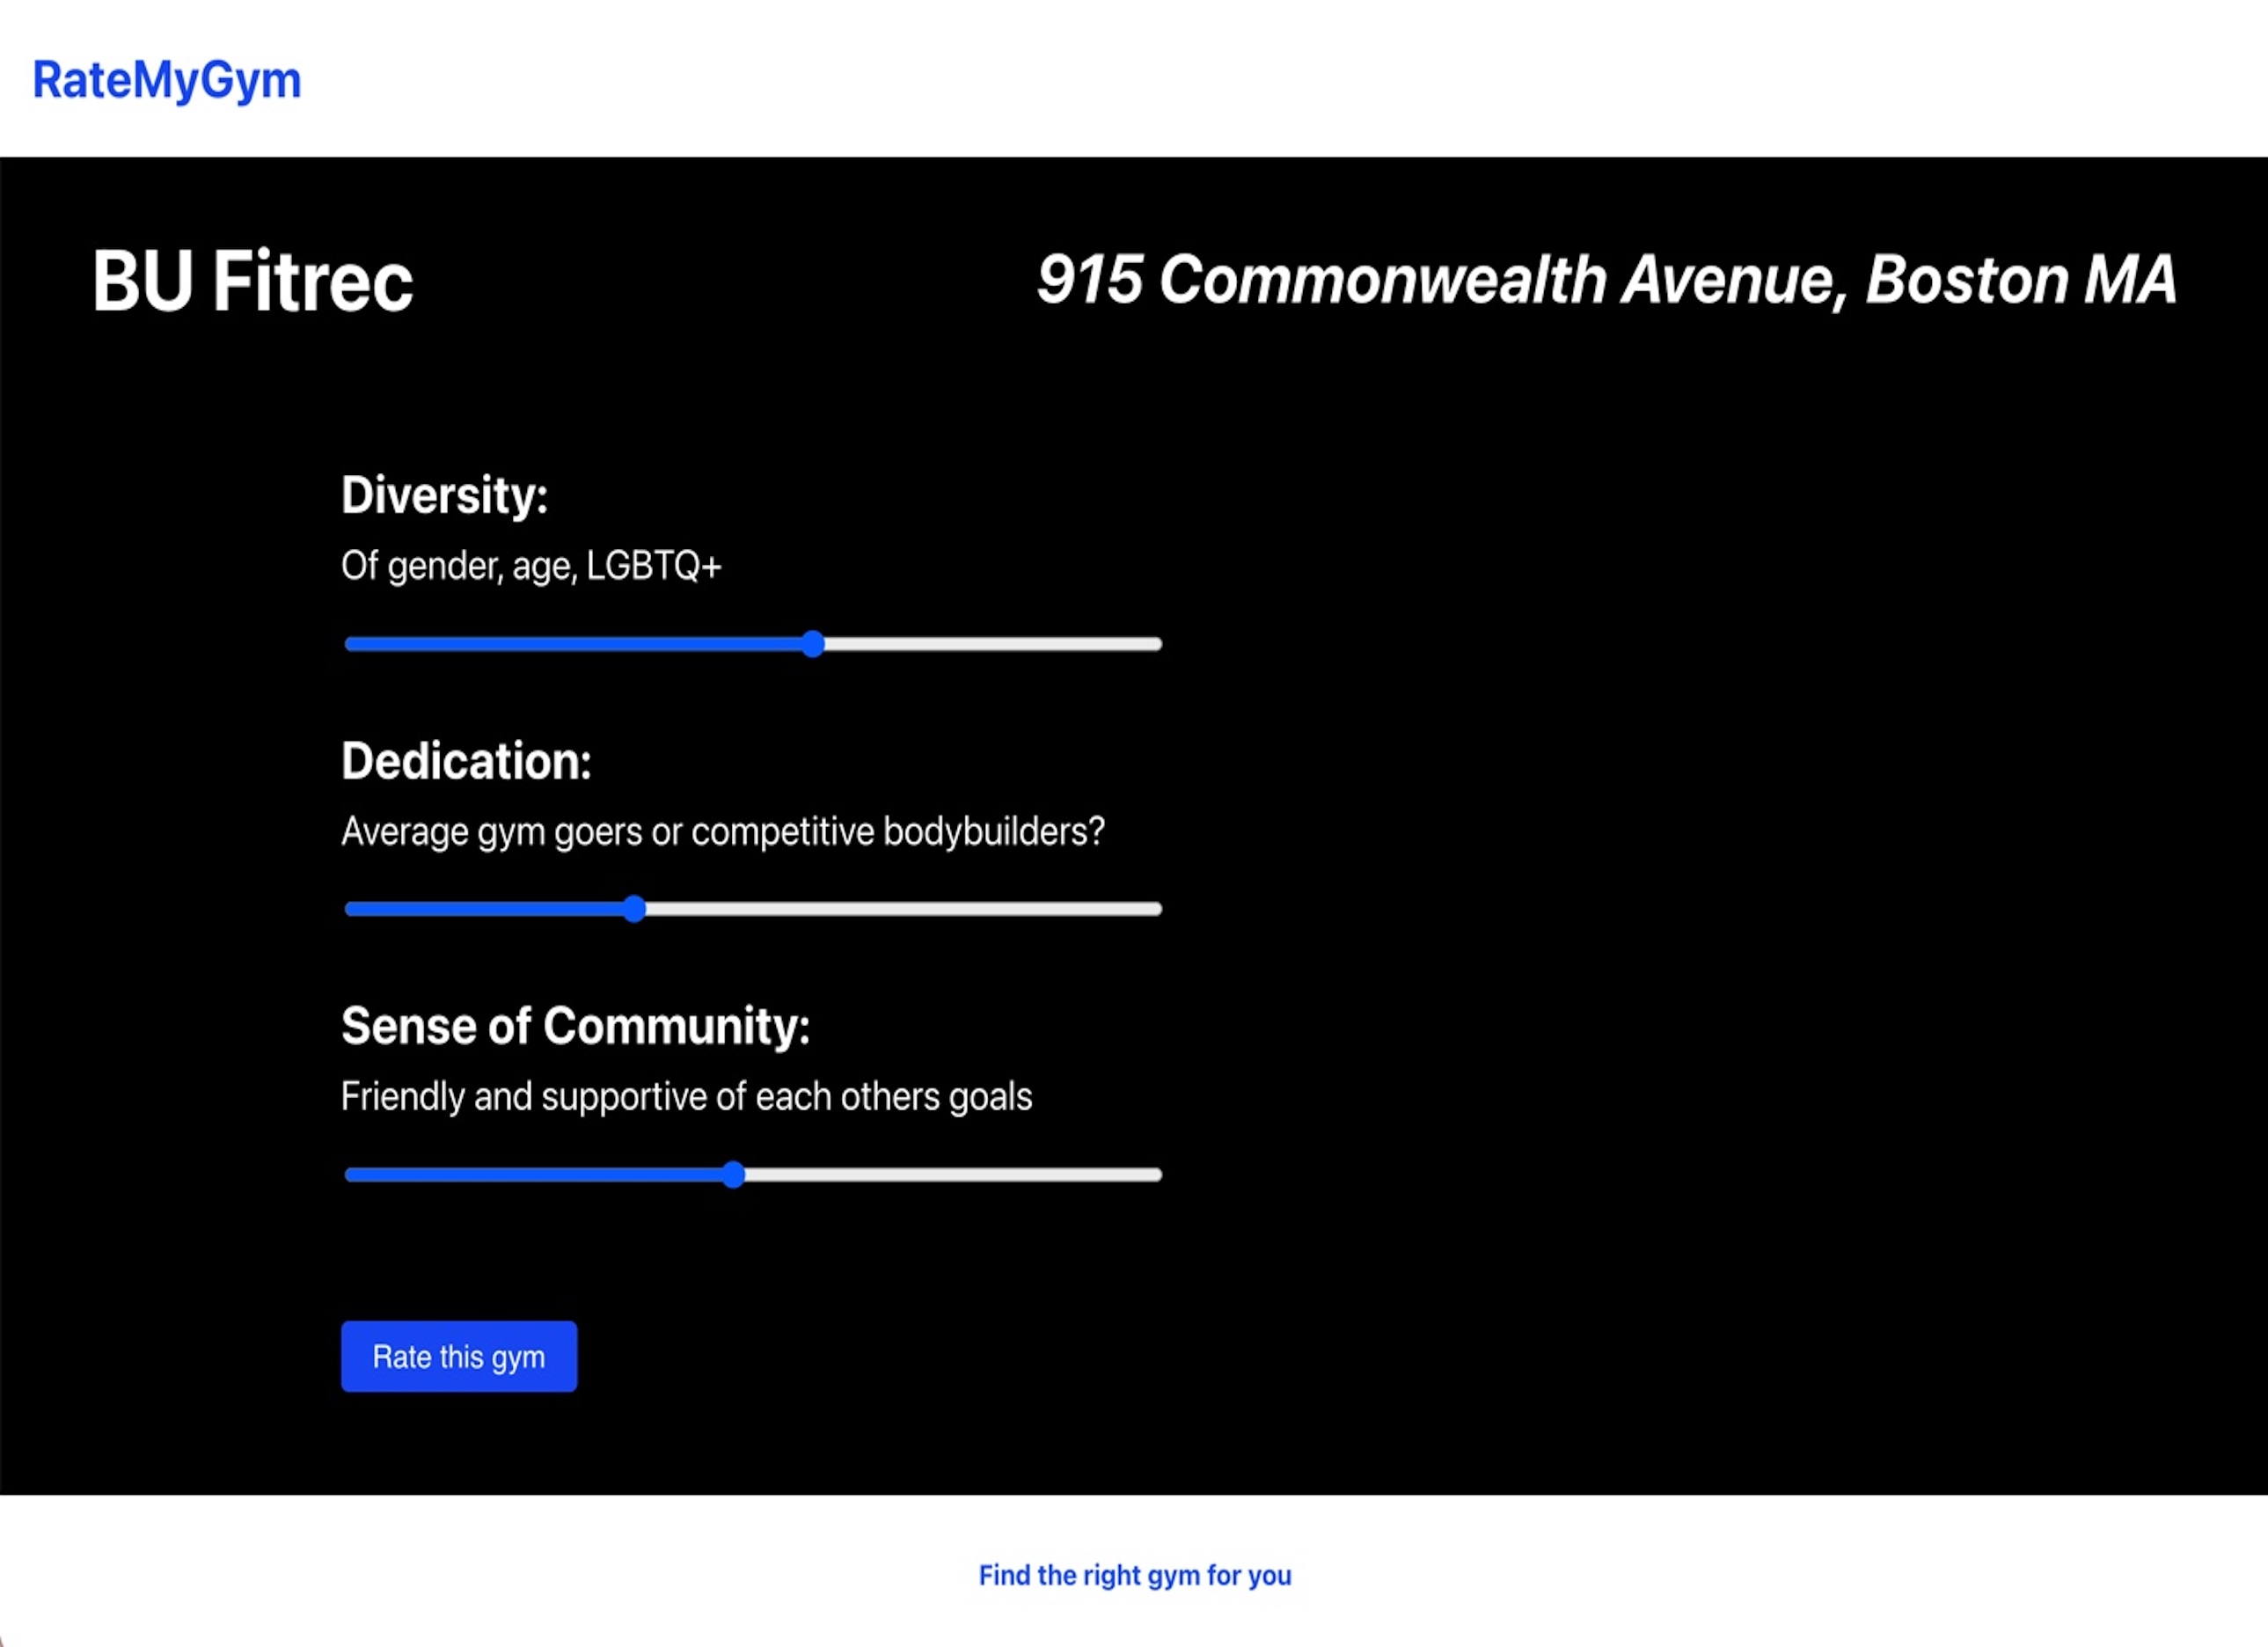 RateMyGym
BU Fitrec
915 Commonwealth Avenue, Boston MA
Diversity:
Of gender, age, LGBTQ+
Dedication:
Average gym goers or competitive bodybuilders?
Sense of Community:
Friendly and supportive of each others goals
Rate this gym
Find the right gym for you